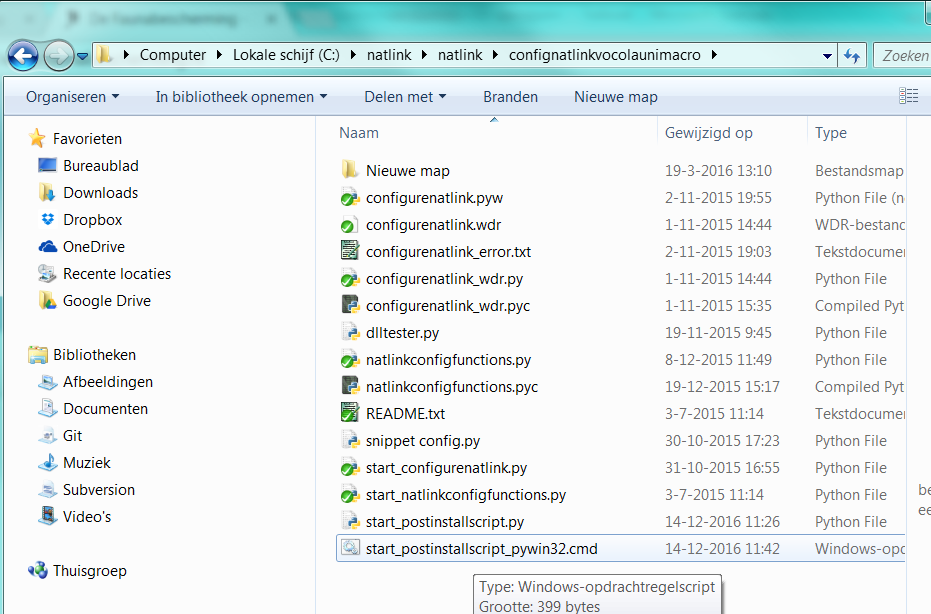 Computer Lokale schijf (C:) natlink natlink confignatlinkvocolaunimacro Zoeken
Organiseren In bibliotheek opnemen Delen met Branden Nieuwe map
Naam Gewijzigd op Type
Favorieten
Bureaublad
Downloads
Dropbox
OneDrive
Recente locaties
Google Drive
Bibliotheken
Afbeeldingen
Documenten
Git
Muziek
Subversion
Video's
Thuisgroep
Nieuwe map 19-3-2016 13:10 Bestandsmap
configurenatlink.pyw 2-11-2015 19:55 Python File (n
configurenatlink.wdr 1-11-2015 14:44 WDR-bestanc
configurenatlink_error.txt 2-11-2015 19:03 Tekstdocumer
configurenatlink_wdr.py 1-11-2015 14:44 Python File
configurenatlink_wdr.pyc 1-11-2015 15:35 Compiled Pyt
dlltester.py 19-11-2015 9:45 Python File
natlinkconfigfunctions.py 8-12-2015 11:49 Python File
natlinkconfigfunctions.pyc 19-12-2015 15:17 Compiled Pyt
README.txt 3-7-2015 11:14 Tekstdocumer
snippet config.py 30-10-2015 17:23 Python File
start_configurenatlink.py 31-10-2015 16:55 Python File
start_natlinkconfigfunctions.py 3-7-2015 11:14 Python File
start_postinstallscript.py 14-12-2016 11:26 Python File
start_postinstallscript_pywin32.cmd 14-12-2016 11:42 Windows-opd
Type: Windows-opdrachtregelscript
Grootte: 399 bytes